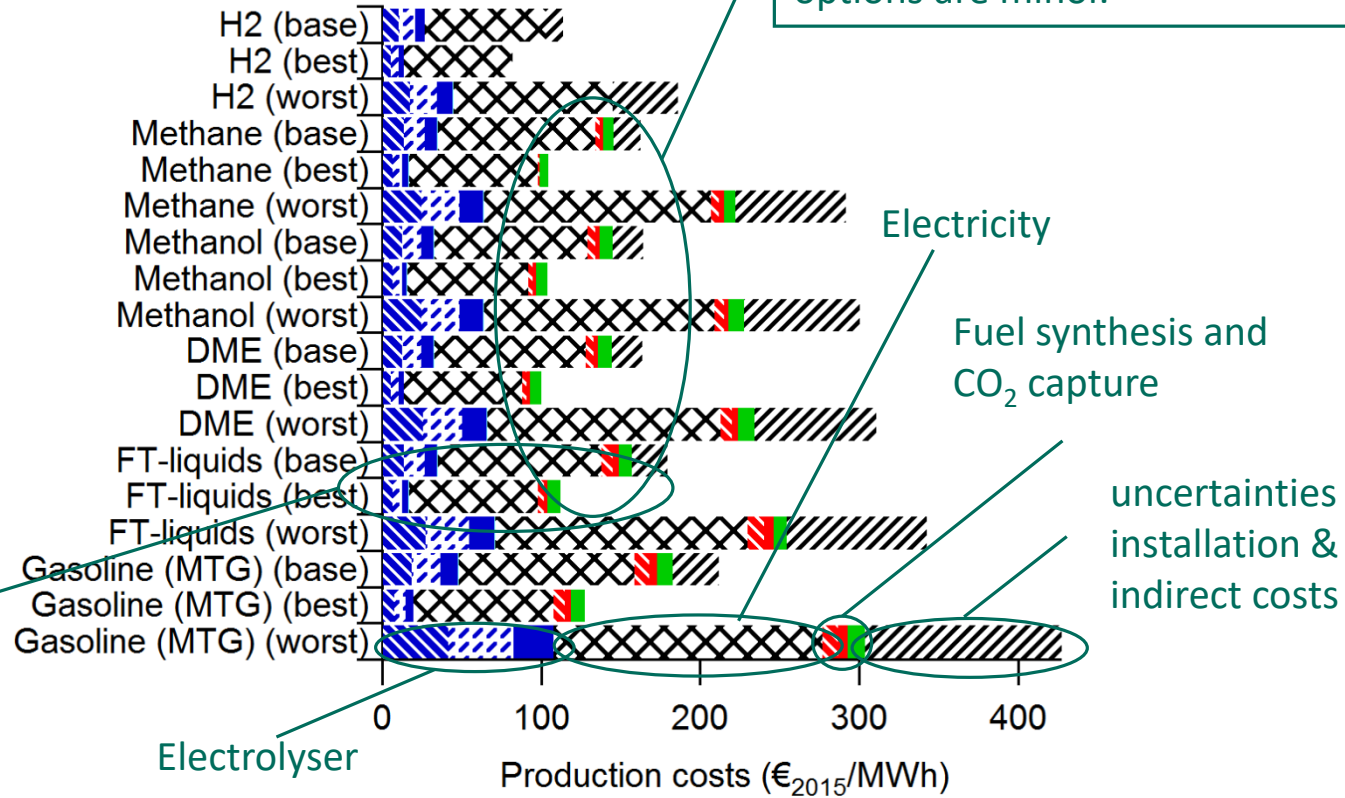 options are minor.
H2 (base)
H2 (best)
H2 (worst)
Methane (base)
Methane (best)
Methane (worst)
Methanol (base)
Methanol (best)
Methanol (worst)
DME (base)
DME (best)
DME (worst)
FT-liquids (base)
FT-liquids (best)
FT-liquids (worst)
Gasoline (MTG) (base)
Gasoline (MTG) (best)
Gasoline (MTG) (worst)
Electricity
Fuel synthesis and
CO₂ capture
uncertainties
installation &
indirect costs
0 100 200 300 400
Electrolyser
Production costs (€₂₀₁₅/MWh)